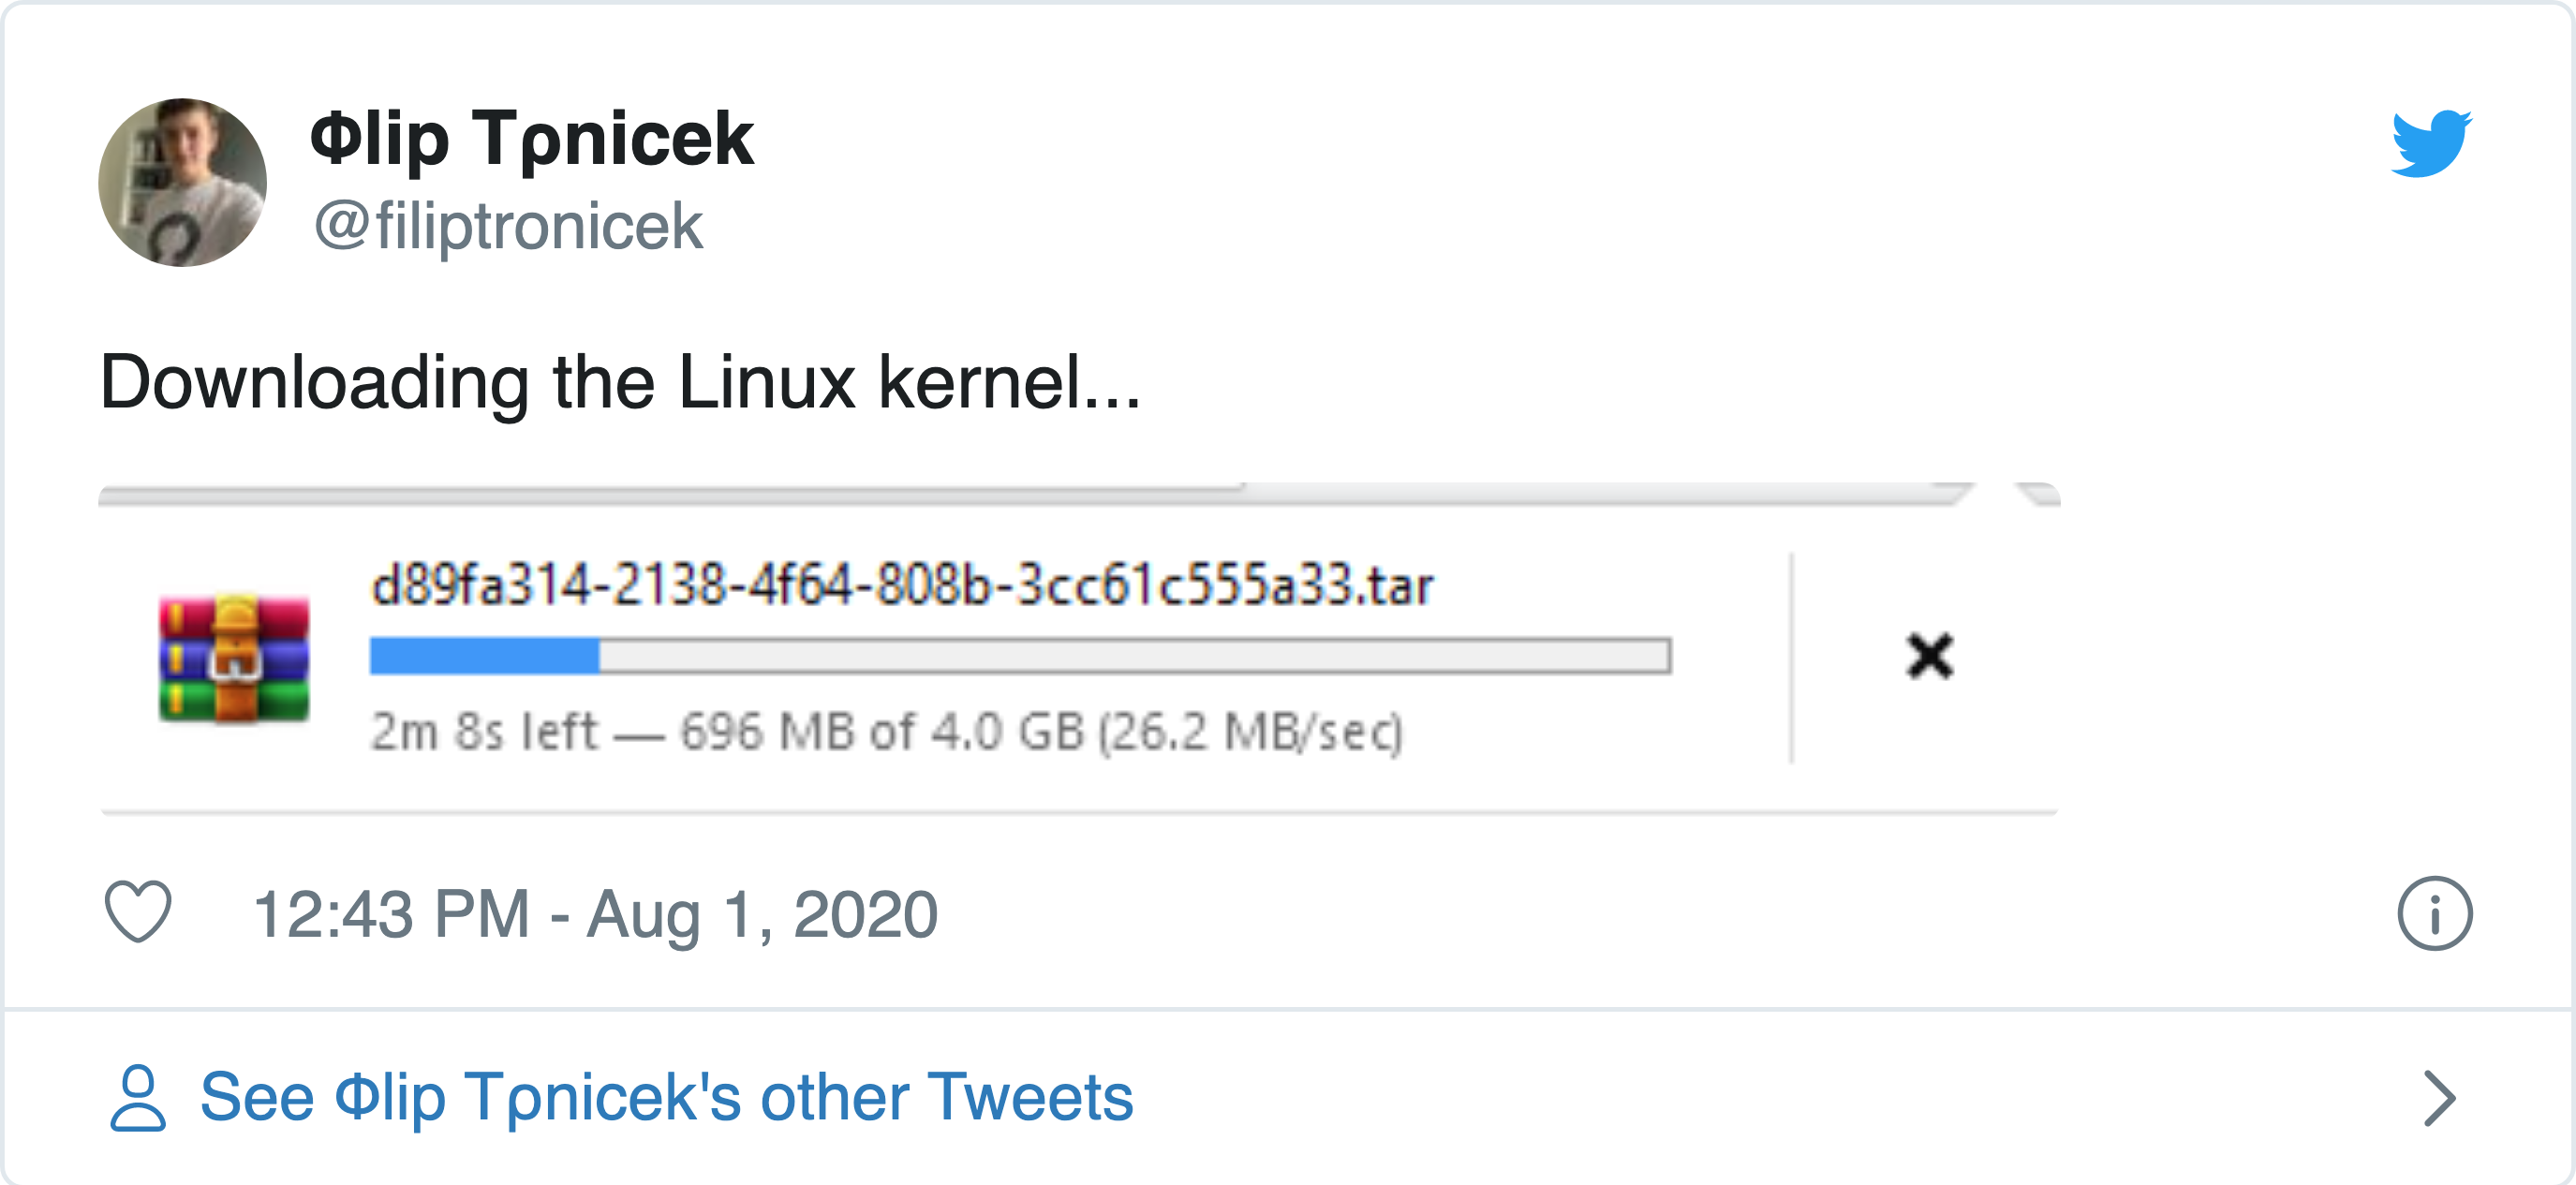 Φlip Tρnicek
@filiptronicek
Downloading the Linux kernel...
d89fa314-2138-4f64-808b-3cc61c555a33.tar
2m 8s left — 696 MB of 4.0 GB (26.2 MB/sec)
12:43 PM - Aug 1, 2020
See Φlip Tρnicek's other Tweets